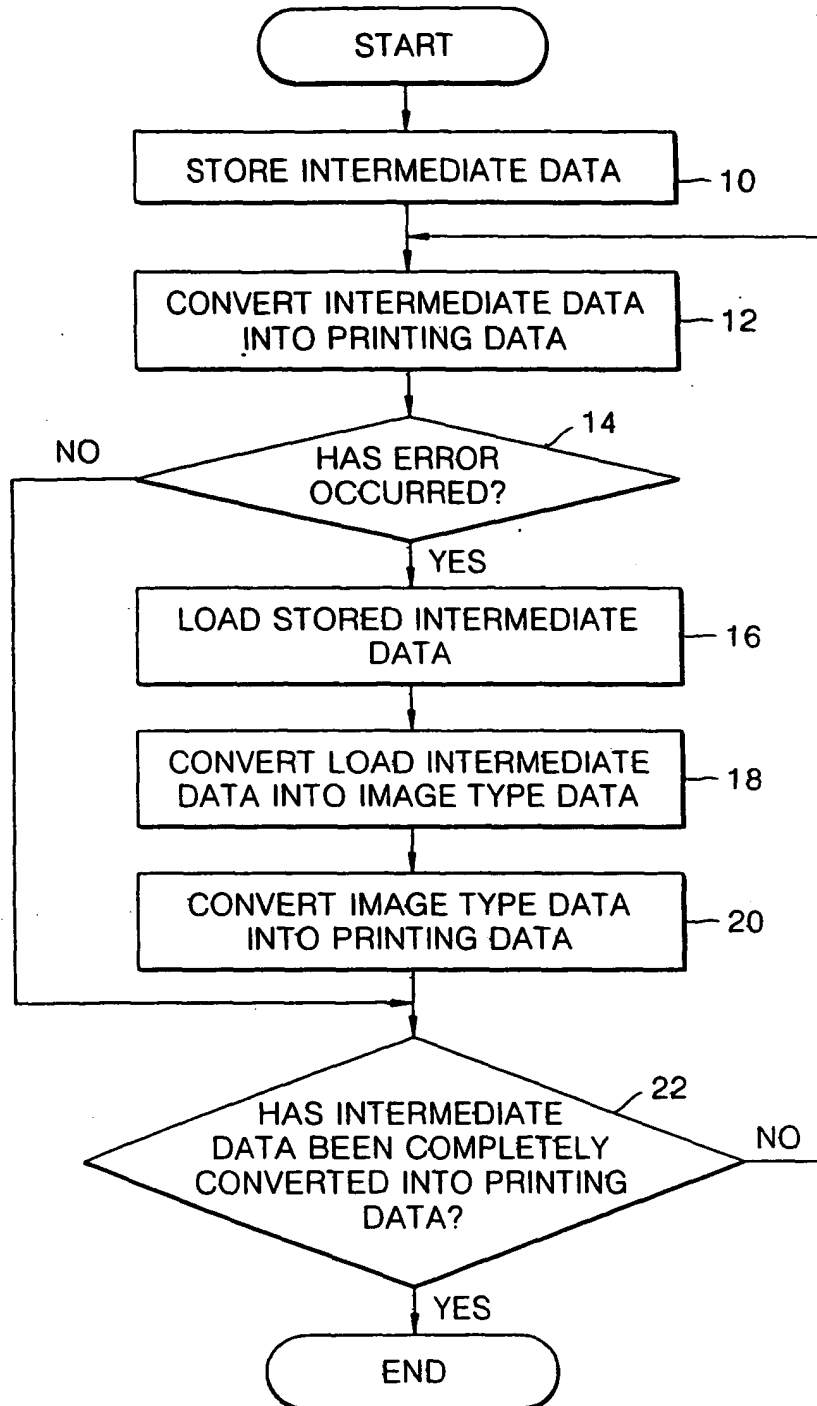 START
STORE INTERMEDIATE DATA
10
CONVERT INTERMEDIATE DATA
INTO PRINTING DATA
12
14
NO
HAS ERROR
OCCURRED?
YES
LOAD STORED INTERMEDIATE
DATA
16
CONVERT LOAD INTERMEDIATE
DATA INTO IMAGE TYPE DATA
18
CONVERT IMAGE TYPE DATA
INTO PRINTING DATA
20
22
HAS INTERMEDIATE
DATA BEEN COMPLETELY
CONVERTED INTO PRINTING
DATA?
NO
YES
END